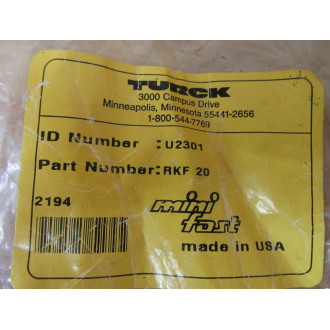 TURCK
3000 Campus Drive
Minneapolis, Minnesota 55441-2656
1-800-544-7769
ID Number : U2301
Part Number: RKF 20
2194
mini
fast
made in USA